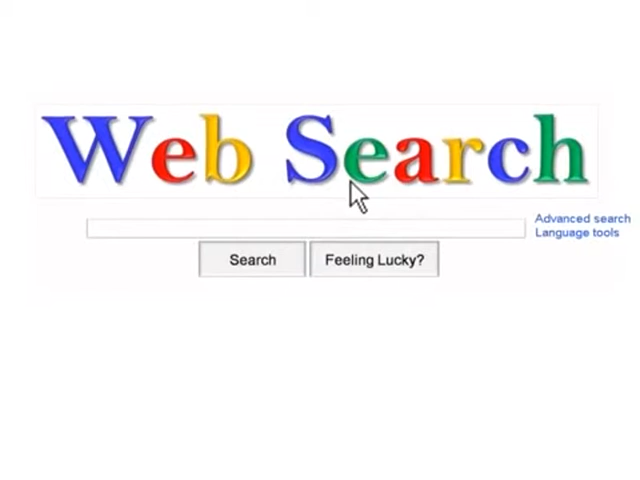 Web Search
Advanced search
Language tools
Search
Feeling Lucky?